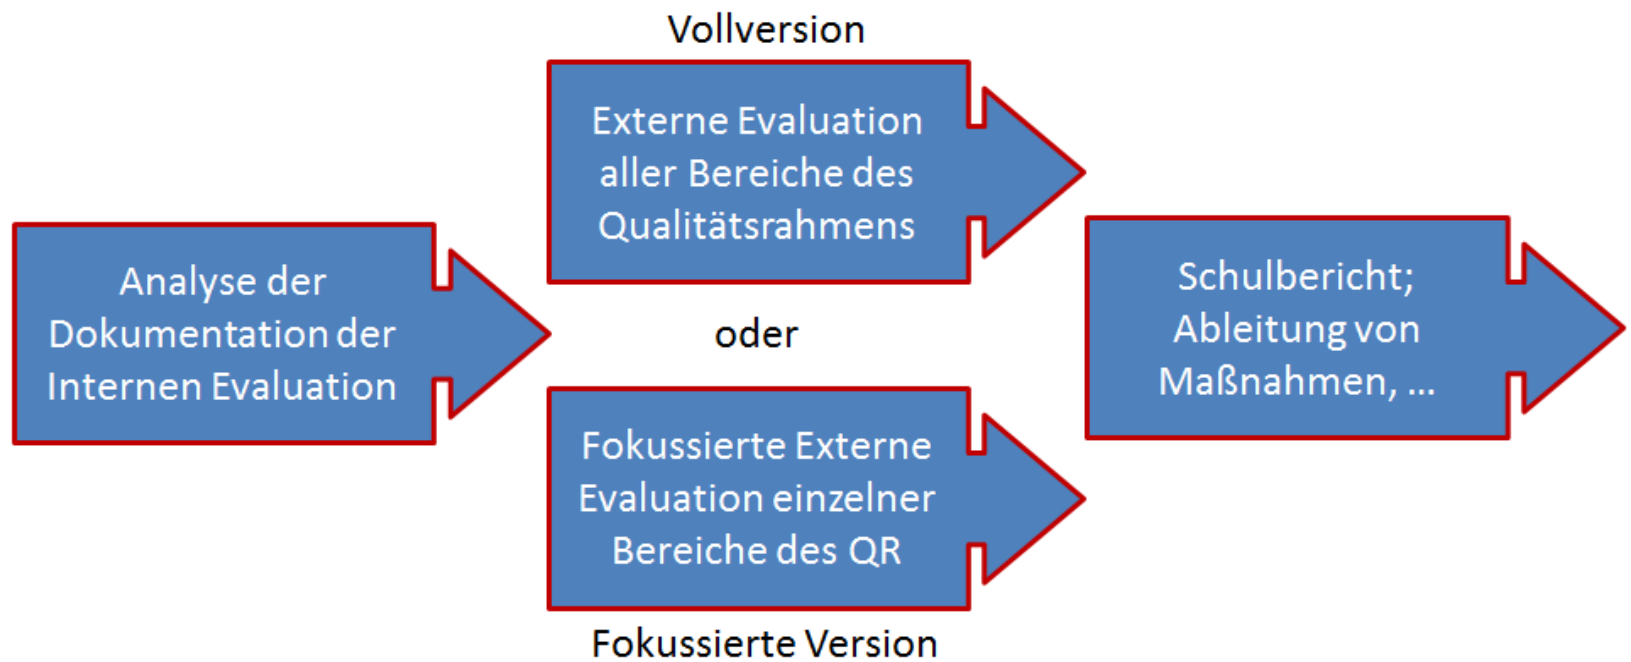 Vollversion
Externe Evaluation
aller Bereiche des
Qualitätsrahmens
Analyse der
Dokumentation der
Internen Evaluation
oder
Schulbericht;
Ableitung von
Maßnahmen, ...
Fokussierte Externe
Evaluation einzelner
Bereiche des QR
Fokussierte Version